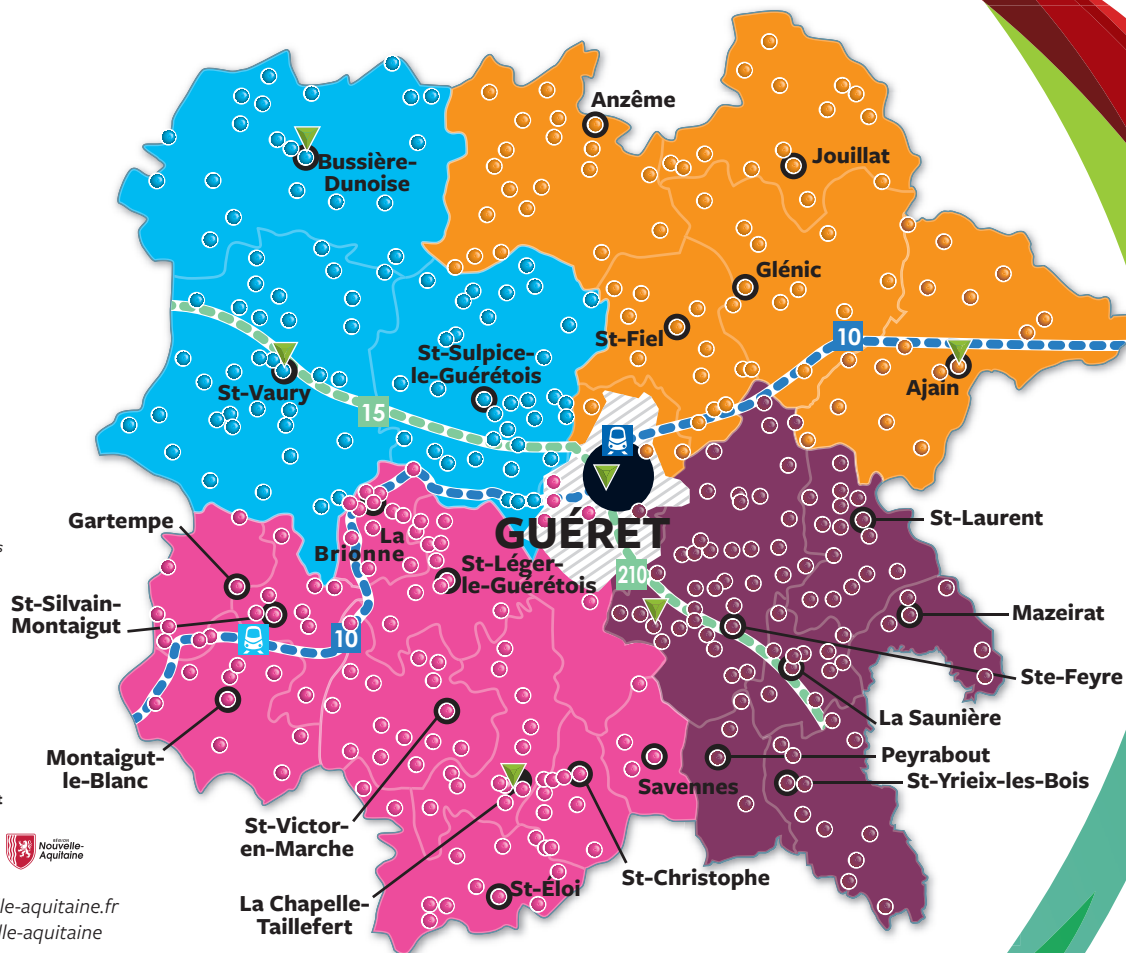 Anzême
Jouillat
Bussière-
Dunoise
Glénic
St-Fiel
10
St-Sulpice-
le-Guérétois
Ajain
St-Vaury
15
GUÉRET
Gartempe
St-Laurent
La
Brionne
St-Léger-
le-Guérétois
210
s
St-Silvain-
Montaigut
10
Mazeirat
Ste-Feyre
La Saunière
Montaigut-
le-Blanc
Peyrabout
Savennes
St-Yrieix-les-Bois
t
St-Victor-
en-Marche
RÉGION
Nouvelle-
Aquitaine
St-Christophe
St-Éloi
La Chapelle-
Taillefert
le-aquitaine.fr
lle-aquitaine